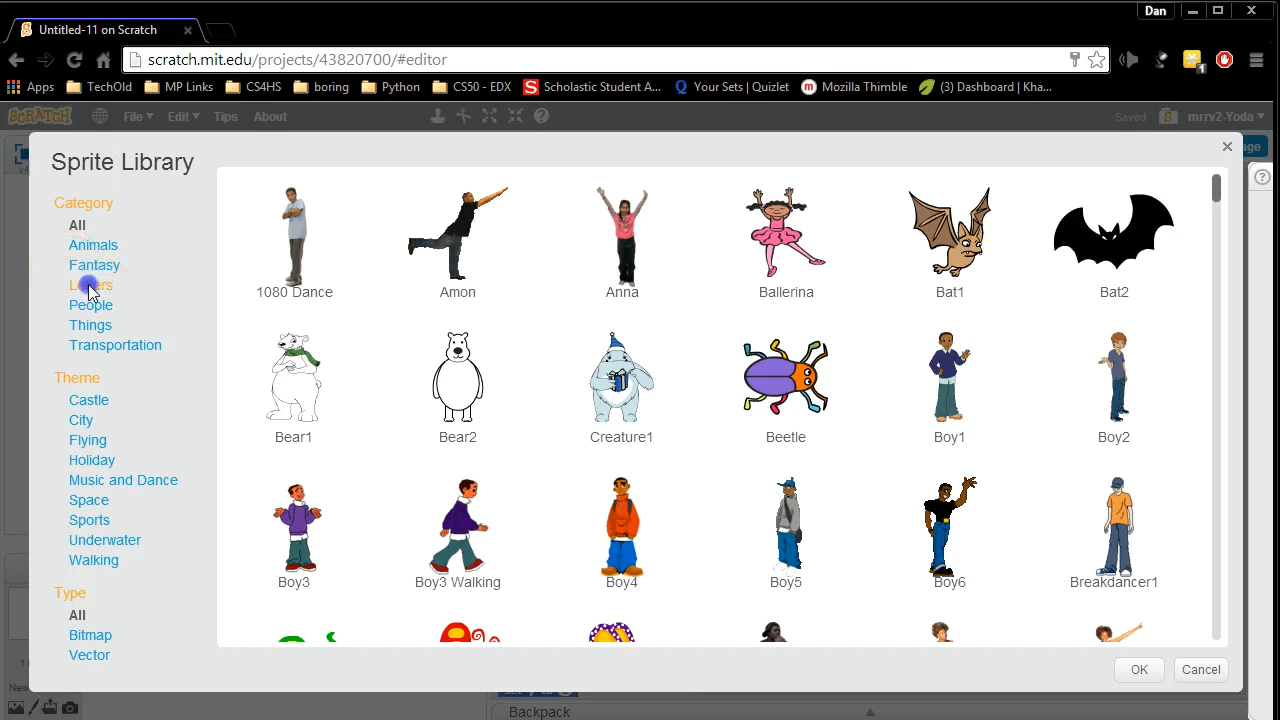 Dan
Untitled-11 on Scratch
scratch.mit.edu/projects/43820700/#editor
1
Apps TechOld MP Links CS4HS boring Python CS50 - EDX Scholastic Student A... Your Sets | Quizlet Mozilla Thimble (3) Dashboard | Kha...
SCRATCH File Edit Tips About Saved mrrv2-Yoda
Sprite Library
Category
All
Animals
Fantasy
People
Things
Transportation
Theme
Castle
City
Flying
Holiday
Music and Dance
Space
Sports
Underwater
Walking
Type
All
Bitmap
Vector
1080 Dance Amon Anna Ballerina Bat1 Bat2
Bear1 Bear2 Creature1 Beetle Boy1 Boy2
Boy3 Boy3 Walking Boy4 Boy5 Boy6 Breakdancer1
OK Cancel
New
Backpack